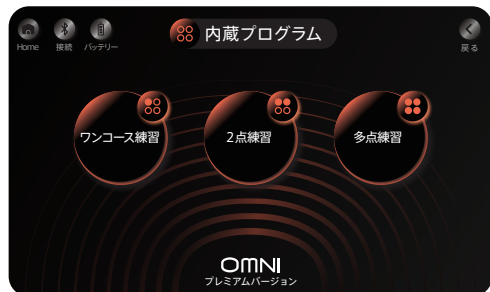 内蔵プログラム
Home
接続
バッテリー
戻る
ワンコース練習
2点練習
多点練習
OMNI
プレミアムバージョン